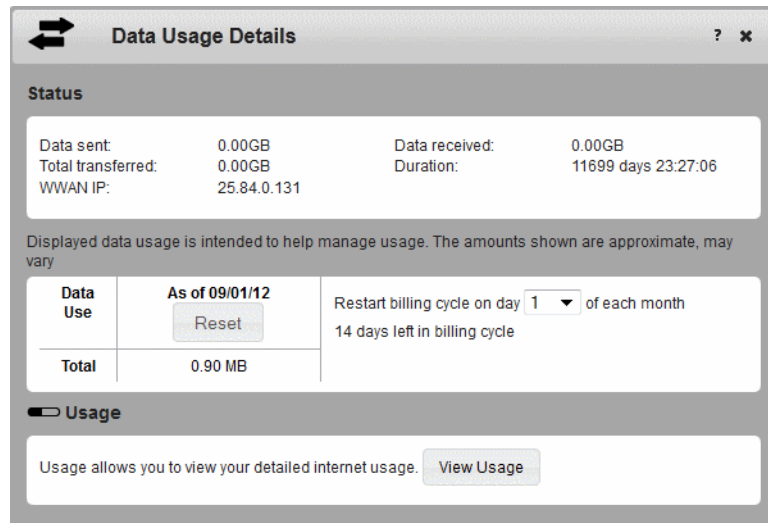 Data Usage Details ? ✖
Status
Data sent: 0.00GB Data received: 0.00GB
Total transferred: 0.00GB Duration: 11699 days 23:27:06
WWAN IP: 25.84.0.131
Displayed data usage is intended to help manage usage. The amounts shown are approximate, may
vary
Data Use As of 09/01/12
Reset
Restart billing cycle on day 1 of each month
14 days left in billing cycle
Total 0.90 MB
Usage
Usage allows you to view your detailed internet usage. View Usage